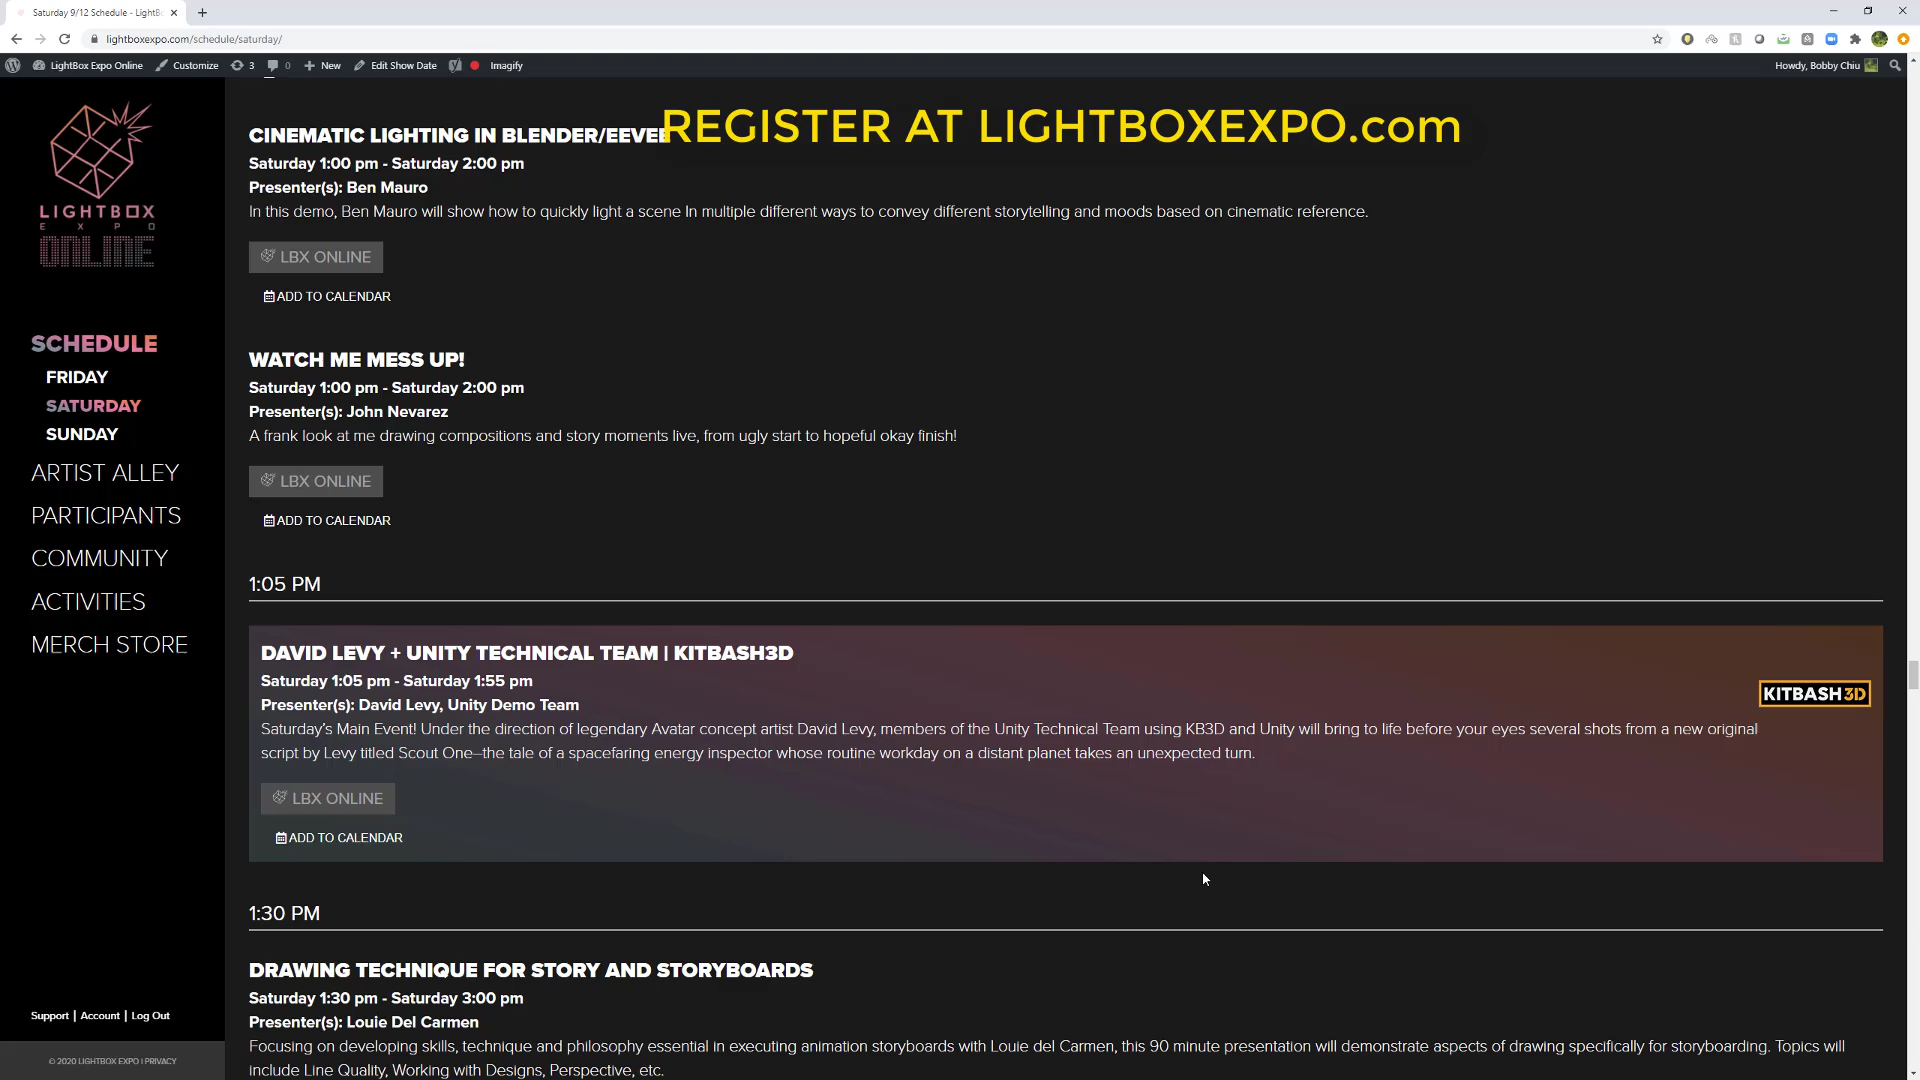 Saturday 9/12 Schedule - LightB
lightboxexpo.com/schedule/saturday/
LightBox Expo Online
Customize
3
0
New
Edit Show Date
Imagify
Howdy, Bobby Chiu
LIGHTBOX
EXPO
ONLINE
SCHEDULE
FRIDAY
SATURDAY
SUNDAY
ARTIST ALLEY
PARTICIPANTS
COMMUNITY
ACTIVITIES
MERCH STORE
Support | Account | Log Out
© 2020 LIGHTBOX EXPO | PRIVACY
REGISTER AT LIGHTBOXEXPO.com
CINEMATIC LIGHTING IN BLENDER/EEVEE
Saturday 1:00 pm - Saturday 2:00 pm
Presenter(s): Ben Mauro
In this demo, Ben Mauro will show how to quickly light a scene In multiple different ways to convey different storytelling and moods based on cinematic reference.
LBX ONLINE
ADD TO CALENDAR
WATCH ME MESS UP!
Saturday 1:00 pm - Saturday 2:00 pm
Presenter(s): John Nevarez
A frank look at me drawing compositions and story moments live, from ugly start to hopeful okay finish!
LBX ONLINE
ADD TO CALENDAR
1:05 PM
DAVID LEVY + UNITY TECHNICAL TEAM | KITBASH3D
Saturday 1:05 pm - Saturday 1:55 pm
Presenter(s): David Levy, Unity Demo Team
Saturday's Main Event! Under the direction of legendary Avatar concept artist David Levy, members of the Unity Technical Team using KB3D and Unity will bring to life before your eyes several shots from a new original
script by Levy titled Scout One—the tale of a spacefaring energy inspector whose routine workday on a distant planet takes an unexpected turn.
KITBASH3D
LBX ONLINE
ADD TO CALENDAR
1:30 PM
DRAWING TECHNIQUE FOR STORY AND STORYBOARDS
Saturday 1:30 pm - Saturday 3:00 pm
Presenter(s): Louie Del Carmen
Focusing on developing skills, technique and philosophy essential in executing animation storyboards with Louie del Carmen, this 90 minute presentation will demonstrate aspects of drawing specifically for storyboarding. Topics will
include Line Quality, Working with Designs, Perspective, etc.